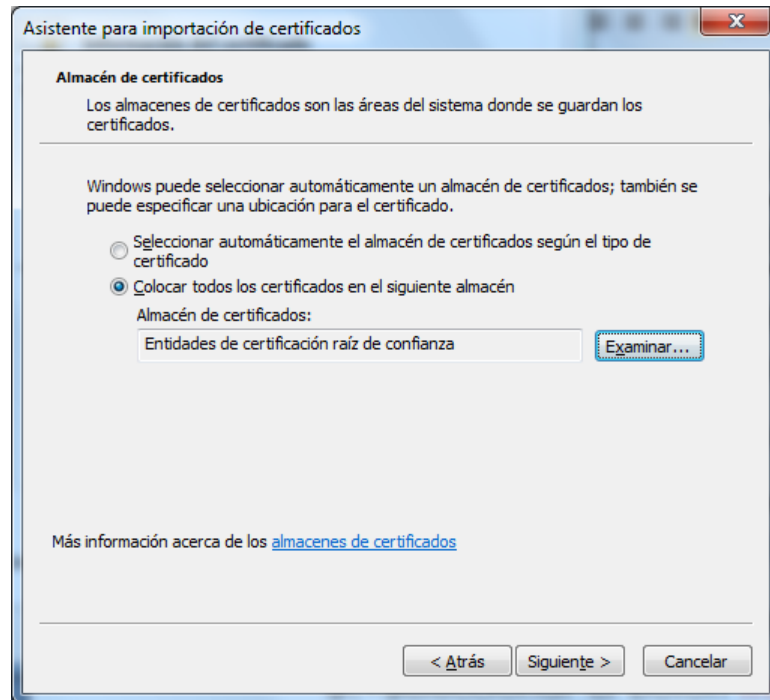 Asistente para importación de certificados
Almacén de certificados
Los almacenes de certificados son las áreas del sistema donde se guardan los
certificados.
Windows puede seleccionar automáticamente un almacén de certificados; también se
puede especificar una ubicación para el certificado.
Seleccionar automáticamente el almacén de certificados según el tipo de
certificado
Colocar todos los certificados en el siguiente almacén
Almacén de certificados:
Entidades de certificación raíz de confianza
Examinar...
Más información acerca de los almacenes de certificados
< Atrás
Siguiente >
Cancelar